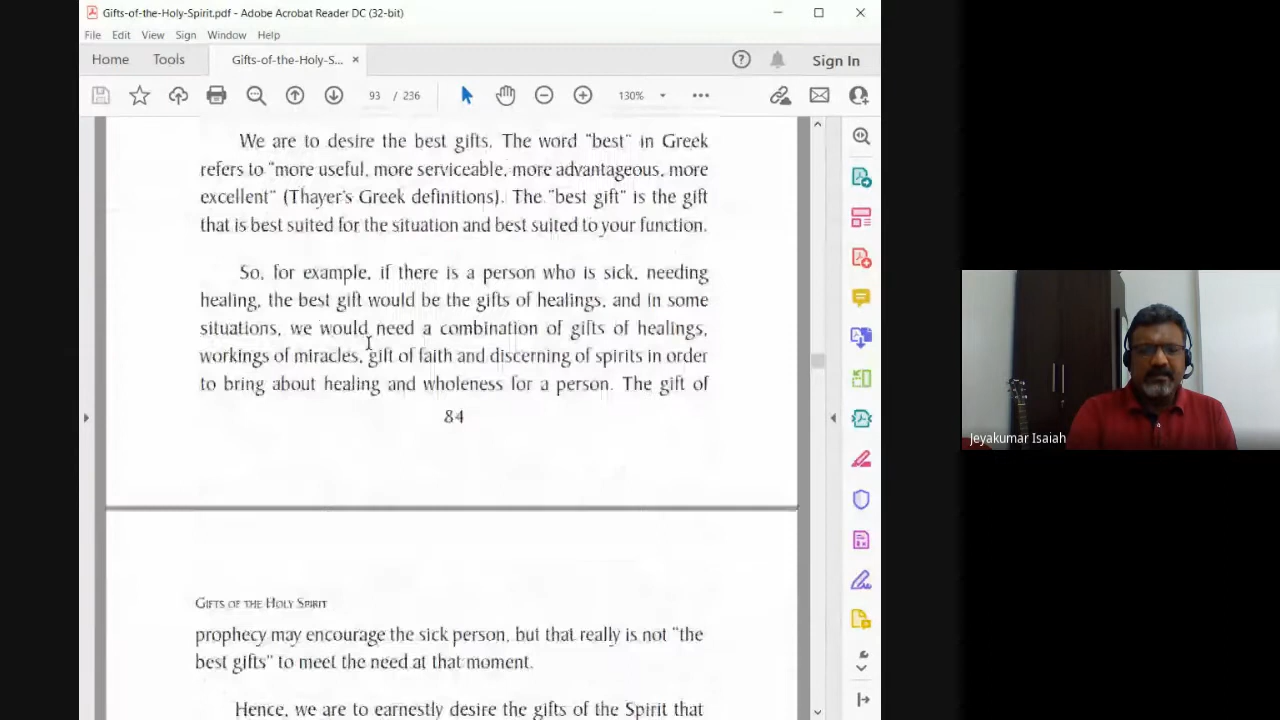 Gifts-of-the-Holy-Spirit.pdf - Adobe Acrobat Reader DC (32-bit)
File Edit View Sign Window Help
Home Tools Gifts-of-the-Holy-S... × Sign In
93 / 236 130%
We are to desire the best gifts. The word "best" in Greek
refers to "more useful, more serviceable, more advantageous, more
excellent" (Thayer's Greek definitions). The "best gift" is the gift
that is best suited for the situation and best suited to your function.
So, for example, if there is a person who is sick, needing
healing, the best gift would be the gifts of healings, and in some
situations, we would need a combination of gifts of healings,
workings of miracles, gift of faith and discerning of spirits in order
to bring about healing and wholeness for a person. The gift of
84
Jeyakumar Isaiah
GIFTS OF THE HOLY SPIRIT
prophecy may encourage the sick person, but that really is not "the
best gifts" to meet the need at that moment.
Hence, we are to earnestly desire the gifts of the Spirit that